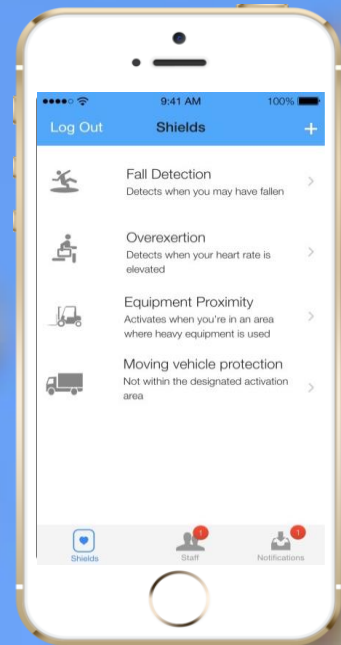 9:41 AM 100%
Log Out Shields +
Fall Detection
Detects when you may have fallen
Overexertion
Detects when your heart rate is
elevated
Equipment Proximity
Activates when you're in an area
where heavy equipment is used
Moving vehicle protection
Not within the designated activation
area
1 1
Shields Staff Notifications